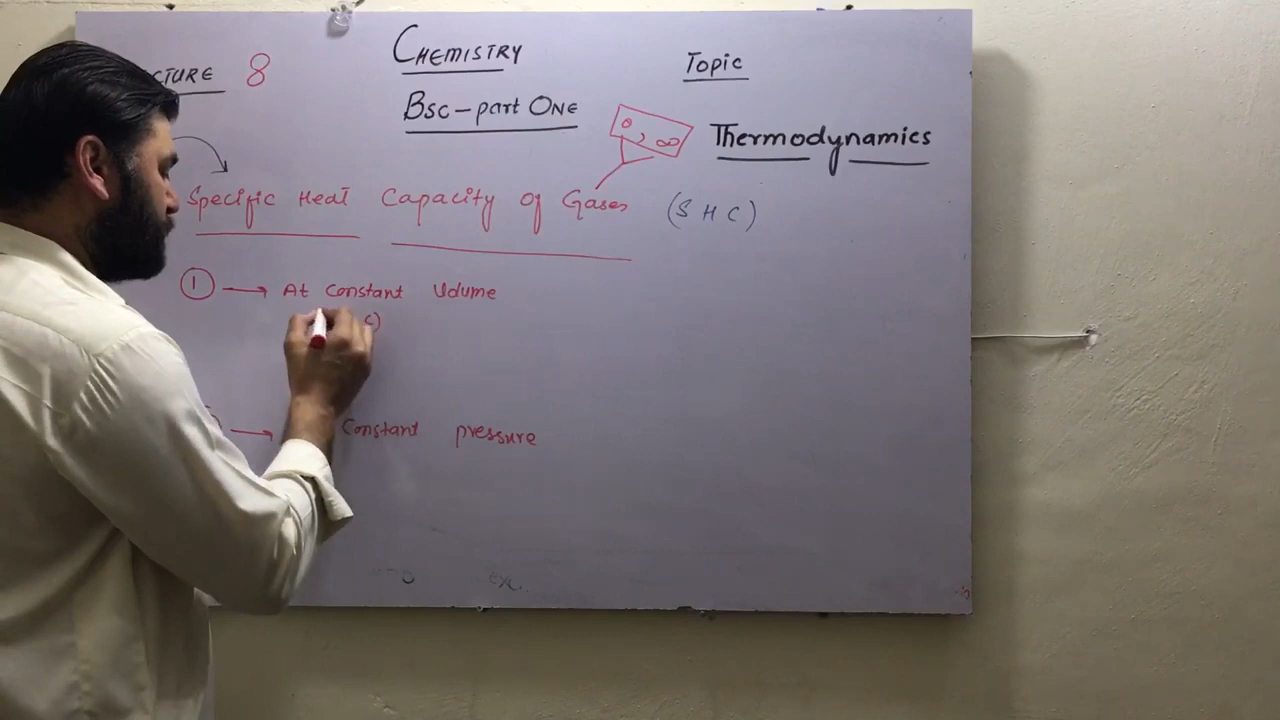 CTURE 8
CHEMISTRY
Bsc-part ONE
Topic
Thermodynamics
0, ∞
Specific Heat Capacity of Gases (S H C)
1 → At Constant Volume
C)
→ Constant pressure